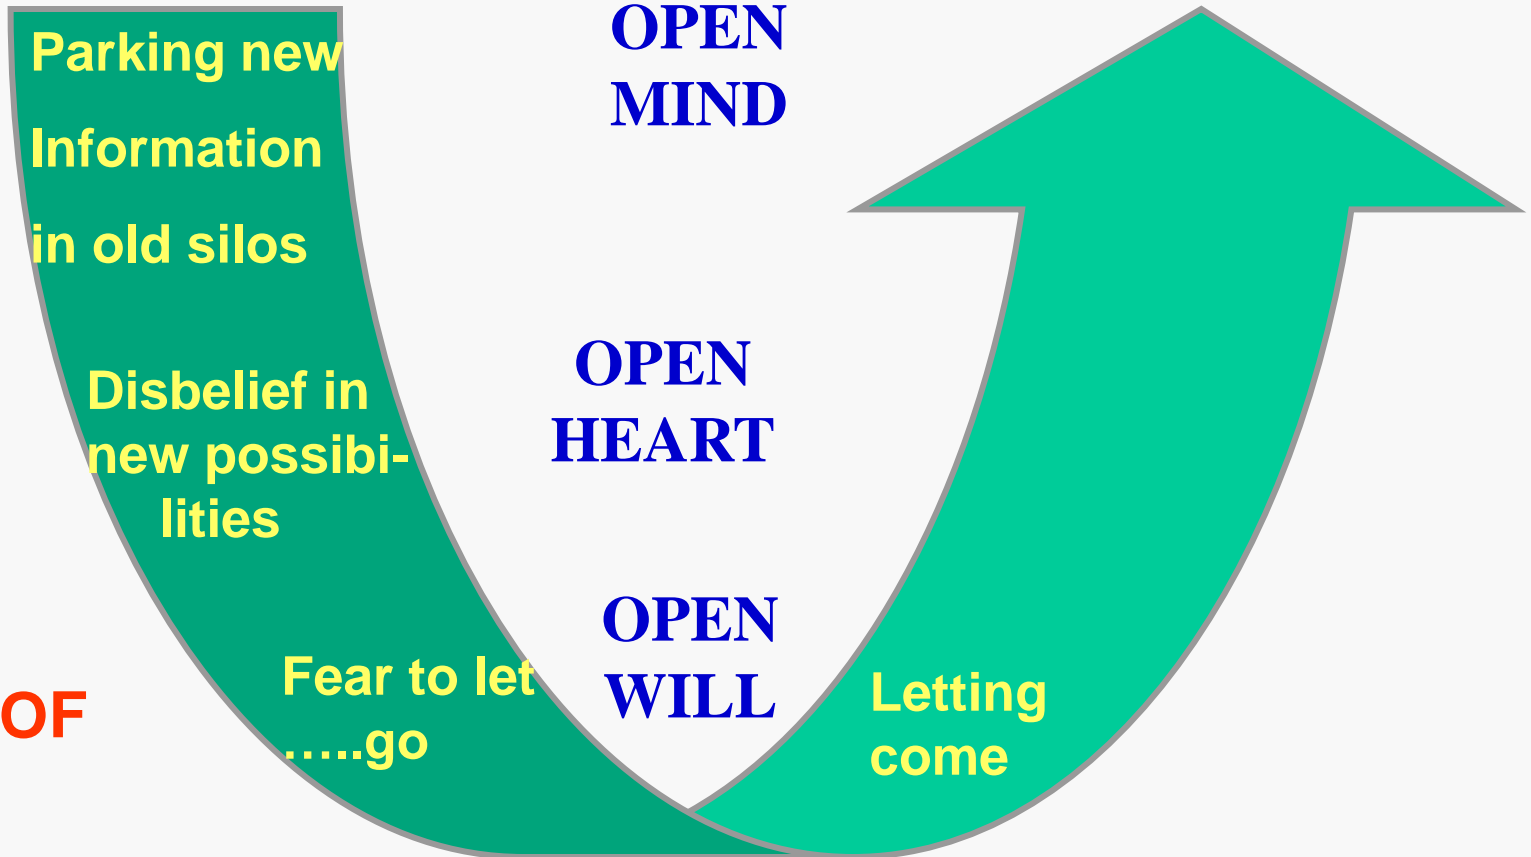 Parking new
Information
in old silos
Disbelief in
new possibi-
lities
Fear to let
…..go
OF
OPEN
MIND
OPEN
HEART
OPEN
WILL
Letting
come